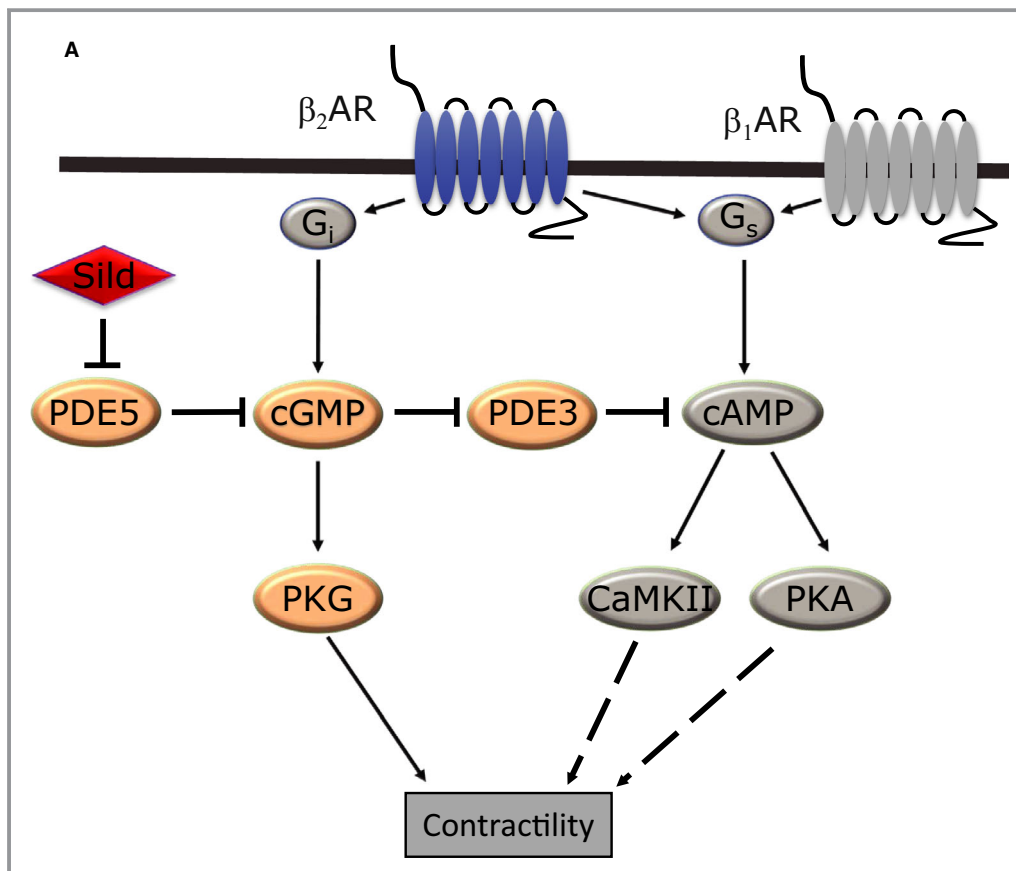 A
β₂AR
β₁AR
Gᵢ
Gₛ
Sild
PDE5
cGMP
PDE3
cAMP
PKG
CaMKII
PKA
Contractility